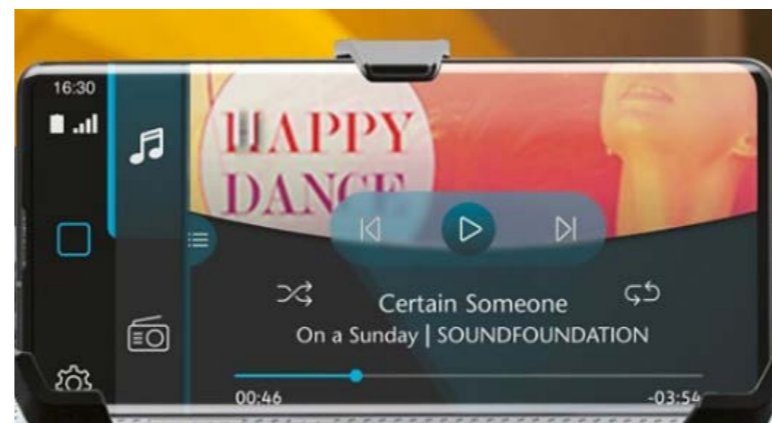 16:30
HAPPY
DANCE
Certain Someone
On a Sunday | SOUNDFOUNDATION
00:46
-03:54